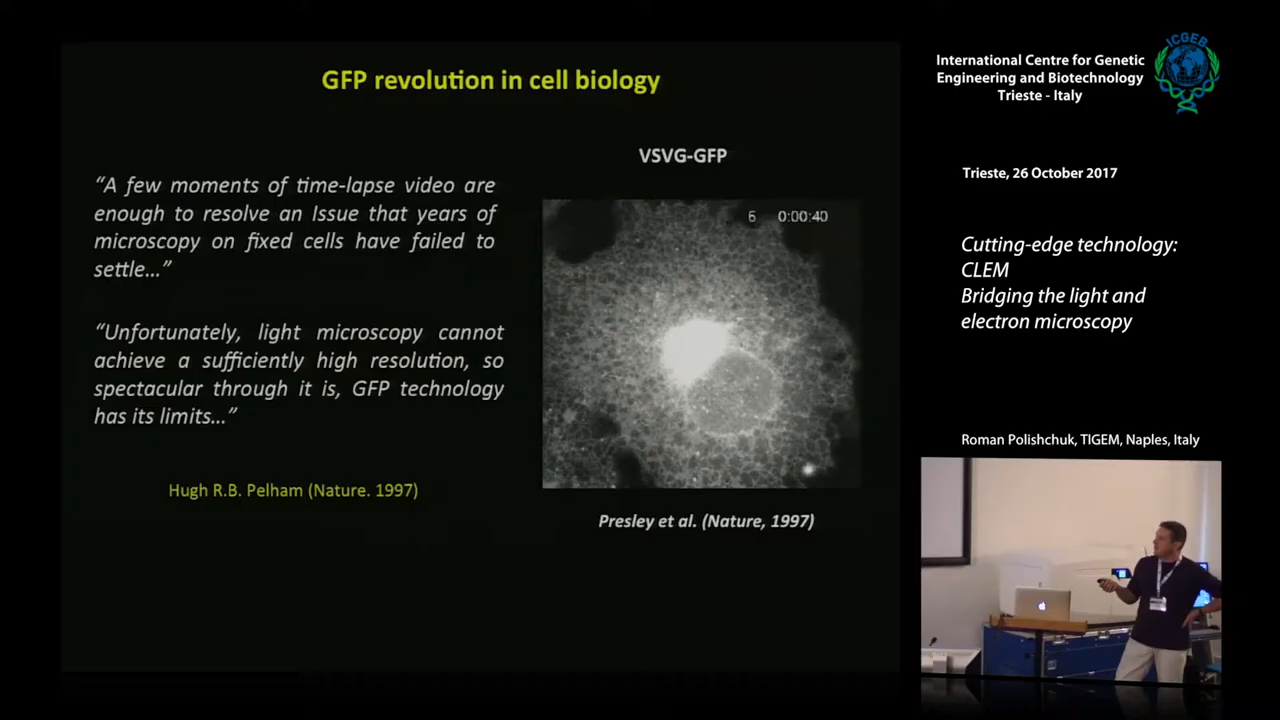 GFP revolution in cell biology
“A few moments of time-lapse video are
enough to resolve an Issue that years of
microscopy on fixed cells have failed to
settle...”
“Unfortunately, light microscopy cannot
achieve a sufficiently high resolution, so
spectacular through it is, GFP technology
has its limits...”
Hugh R.B. Pelham (Nature. 1997)
VSVG-GFP
6 0:00:40
Presley et al. (Nature, 1997)
International Centre for Genetic
Engineering and Biotechnology
Trieste - Italy
ICGEB
Trieste, 26 October 2017
Cutting-edge technology:
CLEM
Bridging the light and
electron microscopy
Roman Polishchuk, TIGEM, Naples, Italy